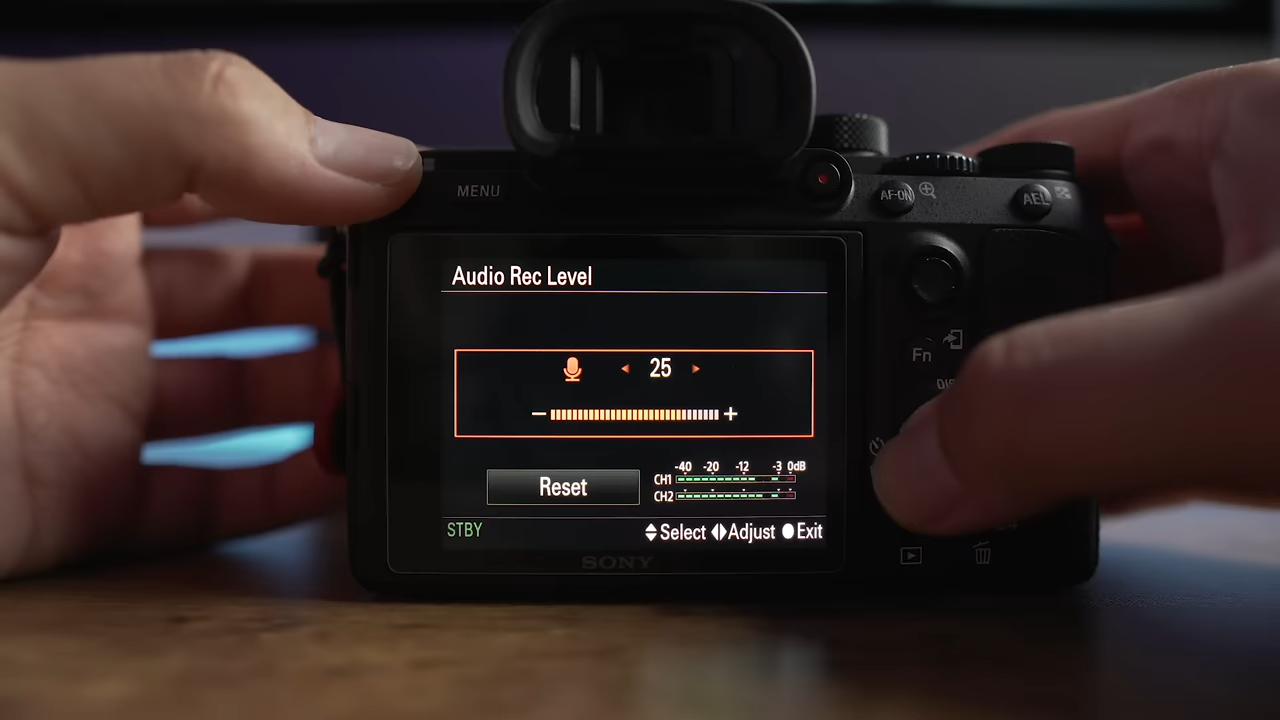 MENU
AF-ON
AEL
Audio Rec Level
25
Fn
− +
-40 -20 -12 -3 0dB
Reset
CH1
CH2
STBY
Select Adjust Exit
SONY